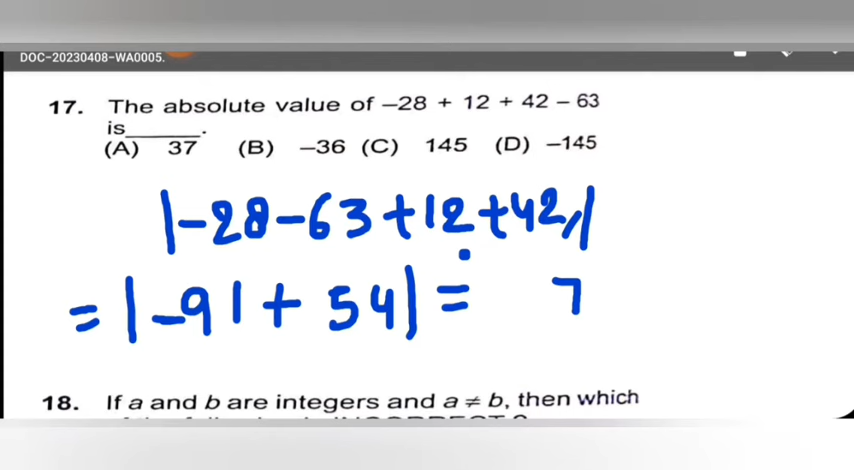 DOC-20230408-WA0005.
17. The absolute value of –28 + 12 + 42 – 63
is______.
(A) 37 (B) –36 (C) 145 (D) –145
|-28-63+12+42|
= |-91+54| = 7
18. If a and b are integers and a ≠ b, then which